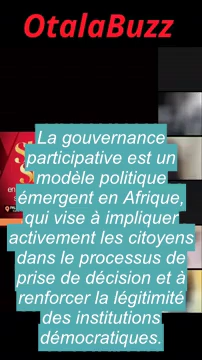 OtalaBuzz
La gouvernance
participative est un
modèle politique
émergent en Afrique,
qui vise à impliquer
activement les citoyens
dans le processus de
prise de décision et à
renforcer la légitimité
des institutions
démocratiques.